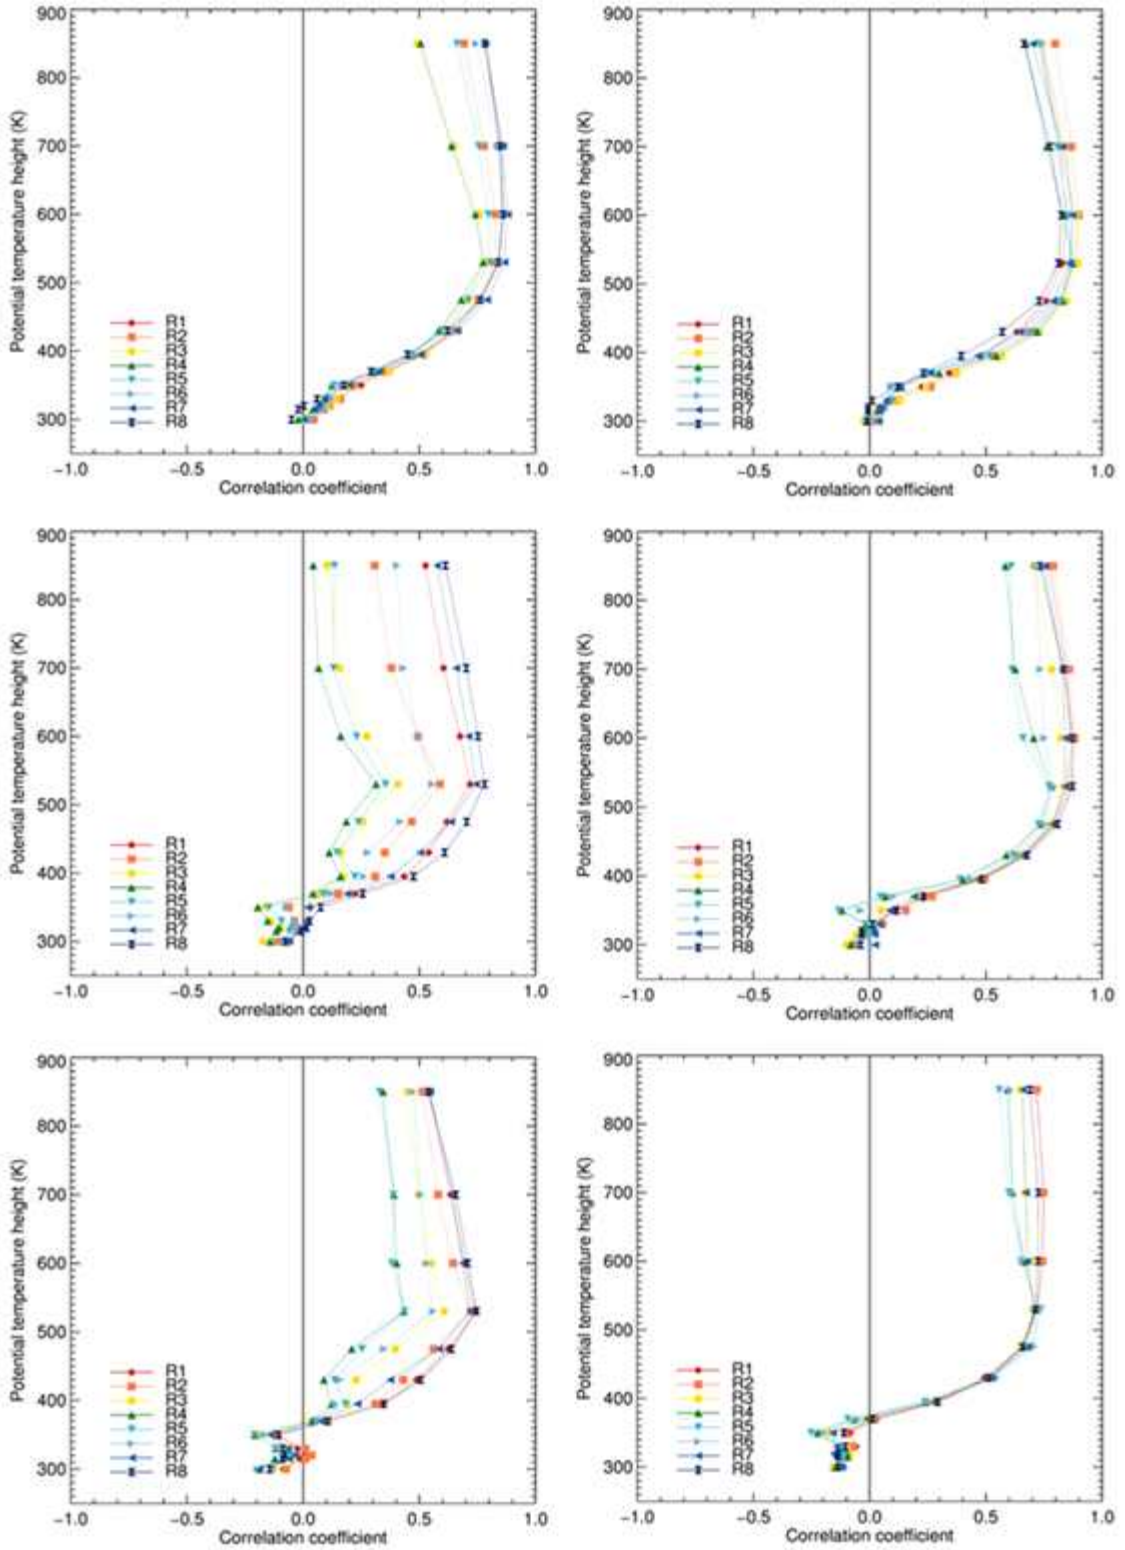 900
800
700
600
500
400
300
Potential temperature height (K)
R1
R2
R3
R4
R5
R6
R7
R8
−1.0 −0.5 0.0 0.5 1.0
Correlation coefficient
900
800
700
600
500
400
300
Potential temperature height (K)
R1
R2
R3
R4
R5
R6
R7
R8
−1.0 −0.5 0.0 0.5 1.0
Correlation coefficient
900
800
700
600
500
400
300
Potential temperature height (K)
R1
R2
R3
R4
R5
R6
R7
R8
−1.0 −0.5 0.0 0.5 1.0
Correlation coefficient
900
800
700
600
500
400
300
Potential temperature height (K)
R1
R2
R3
R4
R5
R6
R7
R8
−1.0 −0.5 0.0 0.5 1.0
Correlation coefficient
900
800
700
600
500
400
300
Potential temperature height (K)
R1
R2
R3
R4
R5
R6
R7
R8
−1.0 −0.5 0.0 0.5 1.0
Correlation coefficient
900
800
700
600
500
400
300
Potential temperature height (K)
R1
R2
R3
R4
R5
R6
R7
R8
−1.0 −0.5 0.0 0.5 1.0
Correlation coefficient